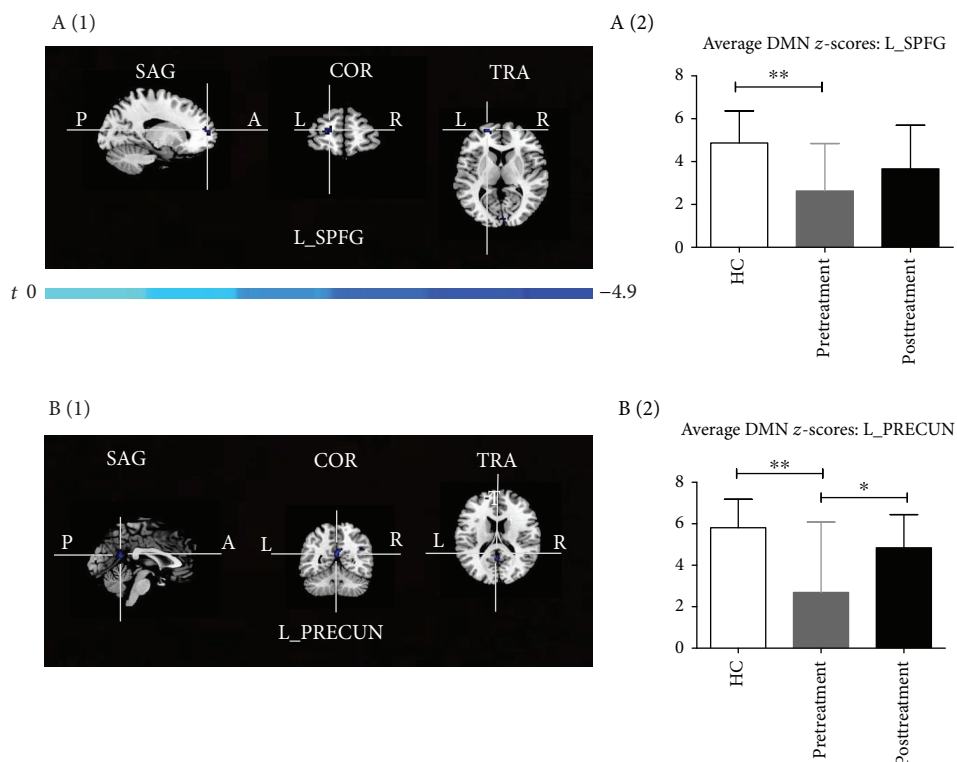 A (1)
SAG
COR
TRA
P
A
L
R
L
R
L_SPFG
t 0
−4.9
A (2)
Average DMN z-scores: L_SPFG
**
8
6
4
2
0
HC
Pretreatment
Posttreatment
B (1)
SAG
COR
TRA
T
P
A
L
R
L
R
L_PRECUN
B (2)
Average DMN z-scores: L_PRECUN
**
*
8
6
4
2
0
HC
Pretreatment
Posttreatment